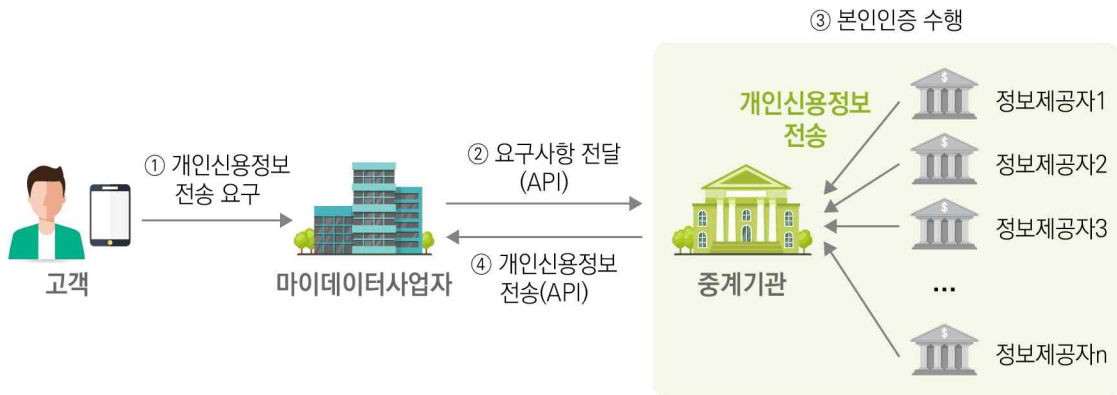 ③ 본인인증 수행
개인신용정보
전송
정보제공자1
정보제공자2
정보제공자3
...
정보제공자n
① 개인신용정보
전송 요구
② 요구사항 전달
(API)
④ 개인신용정보
전송(API)
고객
마이데이터사업자
중계기관
$
$
$
$